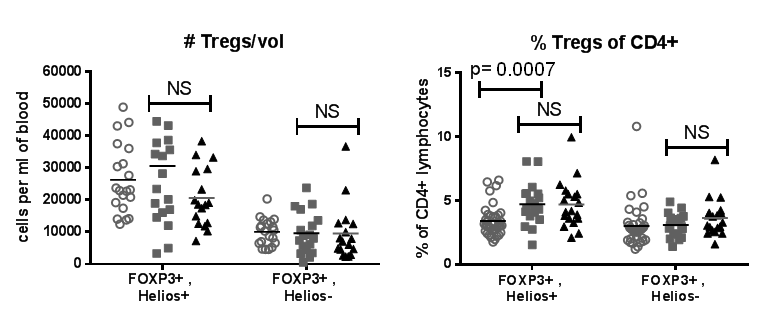 # Tregs/vol
cells per ml of blood
60000
50000
40000
30000
20000
10000
0
NS
NS
FOXP3+ ,
Helios+
FOXP3+ ,
Helios-
% Tregs of CD4+
% of CD4+ lymphocytes
15
10
5
0
p= 0.0007
NS
NS
FOXP3+ ,
Helios+
FOXP3+ ,
Helios-